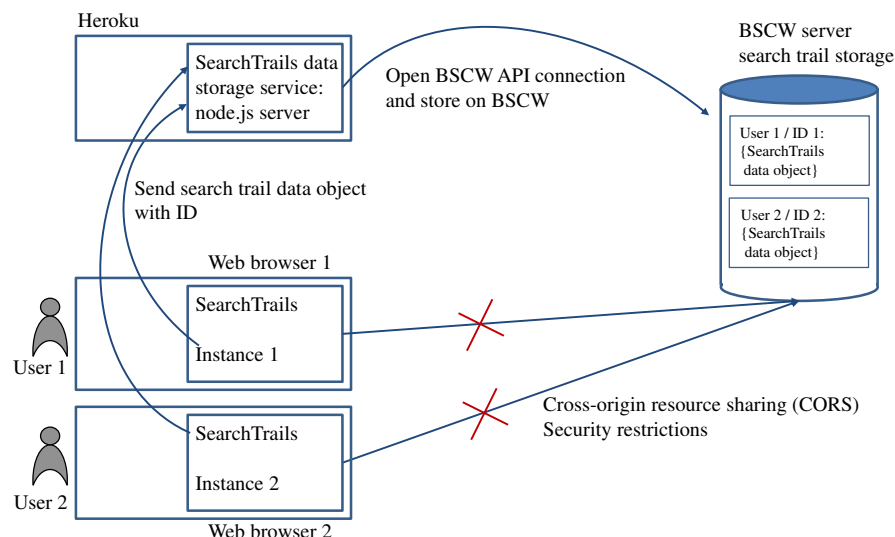 Heroku
SearchTrails data
storage service:
node.js server
Open BSCW API connection
and store on BSCW
BSCW server
search trail storage
User 1 / ID 1:
{SearchTrails
data object}
User 2 / ID 2:
{SearchTrails
data object}
Send search trail data object
with ID
Web browser 1
SearchTrails
Instance 1
User 1
SearchTrails
Instance 2
User 2
Web browser 2
Cross-origin resource sharing (CORS)
Security restrictions